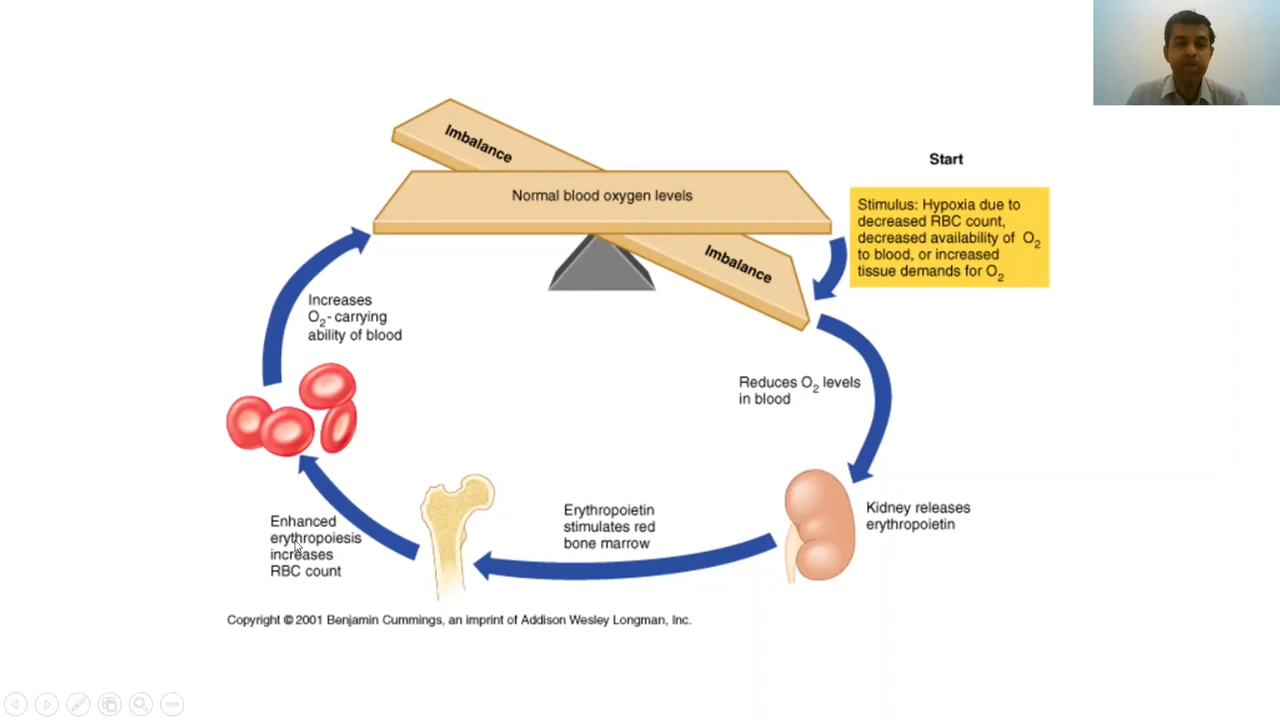 Imbalance
Normal blood oxygen levels
Imbalance
Start
Stimulus: Hypoxia due to
decreased RBC count,
decreased availability of O2
to blood, or increased
tissue demands for O2
Reduces O2 levels
in blood
Kidney releases
erythropoietin
Erythropoietin
stimulates red
bone marrow
Enhanced
erythropoiesis
increases
RBC count
Increases
O2- carrying
ability of blood
Copyright © 2001 Benjamin Cummings, an imprint of Addison Wesley Longman, Inc.